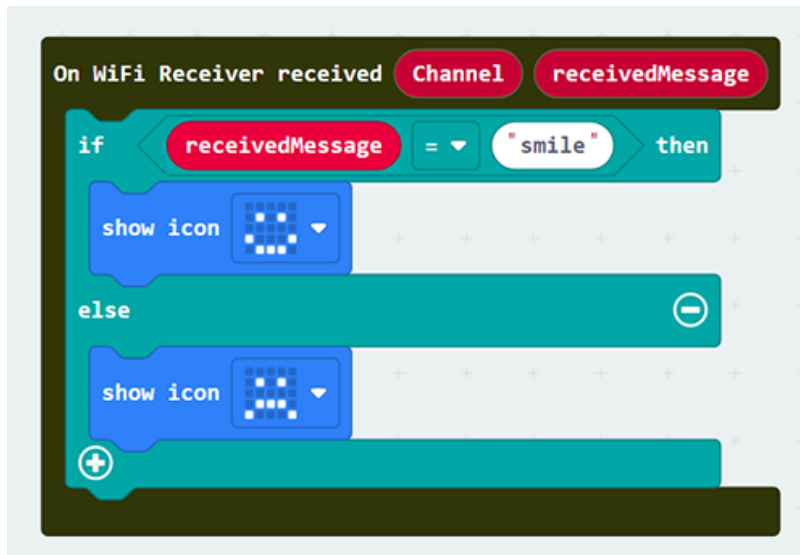 On WiFi Receiver received Channel receivedMessage
if receivedMessage = "smile" then
show icon
else
show icon